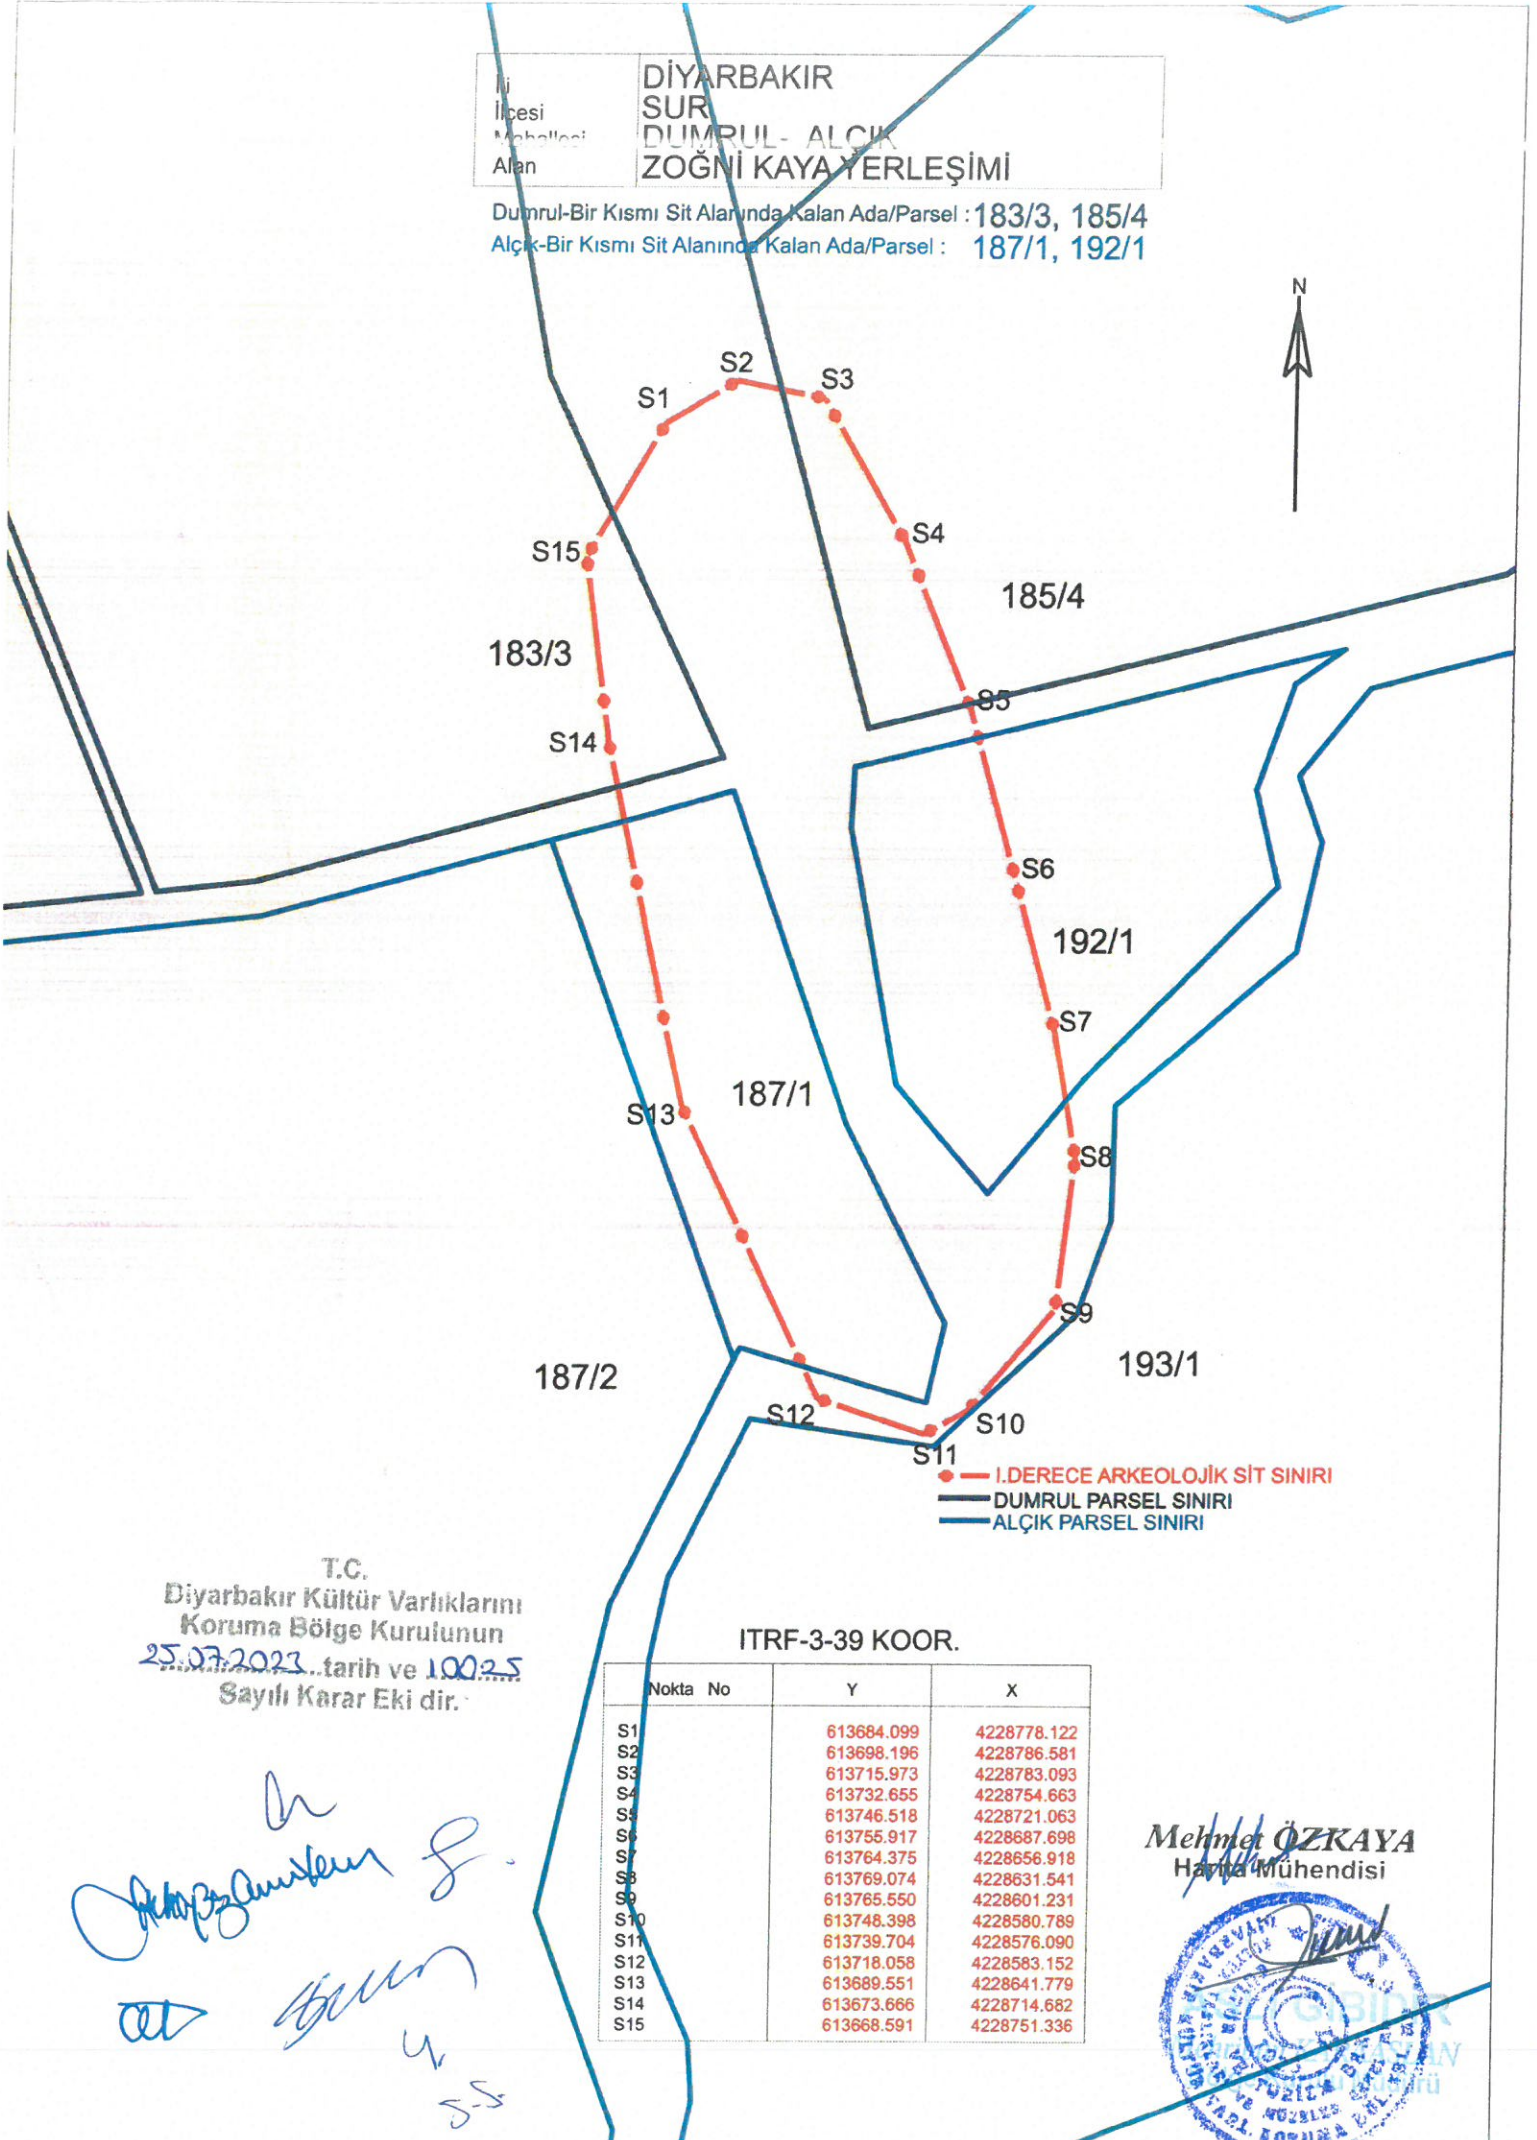 İli DİYARBAKIR
İlçesi SUR
Mahallesi DUMRUL- ALÇIK
Alan ZOĞNİ KAYA YERLEŞİMİ
Dumrul-Bir Kısmı Sit Alanında Kalan Ada/Parsel : 183/3, 185/4
Alçık-Bir Kısmı Sit Alanında Kalan Ada/Parsel : 187/1, 192/1
N
S2
S3
S1
S4
S15
185/4
183/3
S5
S14
S6
192/1
S7
187/1
S13
S8
S9
193/1
187/2
S12
S10
S11
I.DERECE ARKEOLOJİK SİT SINIRI
DUMRUL PARSEL SINIRI
ALÇIK PARSEL SINIRI
T.C.
Diyarbakır Kültür Varlıklarını
Koruma Bölge Kurulunun
25.07.2023 tarih ve 10025
Sayılı Karar Eki dir.
ITRF-3-39 KOOR.
Nokta No Y X
S1 613684.099 4228778.122
S2 613698.196 4228786.581
S3 613715.973 4228783.093
S4 613732.655 4228754.663
S5 613746.518 4228721.063
S6 613755.917 4228687.698
S7 613764.375 4228656.918
S8 613769.074 4228631.541
S9 613765.550 4228601.231
S10 613748.398 4228580.789
S11 613739.704 4228576.090
S12 613718.058 4228583.152
S13 613689.551 4228641.779
S14 613673.666 4228714.682
S15 613668.591 4228751.336
Mehmet ÖZKAYA
Harita Mühendisi
ASLI GİBİDİR